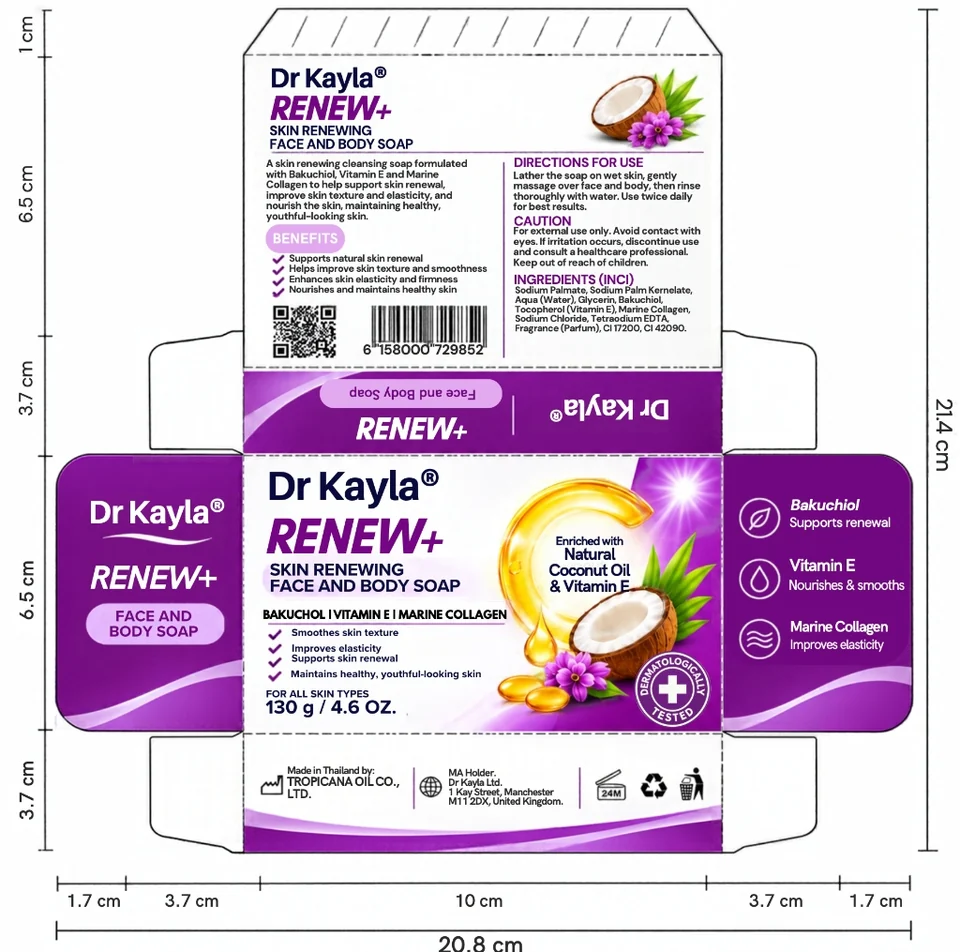 1 cm
6.5 cm
3.7 cm
6.5 cm
3.7 cm
Dr Kayla®
RENEW+
SKIN RENEWING
FACE AND BODY SOAP
A skin renewing cleansing soap formulated
with Bakuchiol, Vitamin E and Marine
Collagen to help support skin renewal,
improve skin texture and elasticity, and
nourish the skin, maintaining healthy,
youthful-looking skin.
BENEFITS
Supports natural skin renewal
Helps improve skin texture and smoothness
Enhances skin elasticity and firmness
Nourishes and maintains healthy skin
6 158000 729852
DIRECTIONS FOR USE
Lather the soap on wet skin, gently
massage over face and body, then rinse
thoroughly with water. Use twice daily
for best results.
CAUTION
For external use only. Avoid contact with
eyes. If irritation occurs, discontinue use
and consult a healthcare professional.
Keep out of reach of children.
INGREDIENTS (INCI)
Sodium Palmate, Sodium Palm Kernelate,
Aqua (Water), Glycerin, Bakuchiol,
Tocopherol (Vitamin E), Marine Collagen,
Sodium Chloride, Tetraodium EDTA,
Fragrance (Parfum), CI 17200, CI 42090.
Face and Body Soap
RENEW+
Dr Kayla®
Dr Kayla®
RENEW+
FACE AND
BODY SOAP
Dr Kayla®
RENEW+
SKIN RENEWING
FACE AND BODY SOAP
BAKUCHOL | VITAMIN E | MARINE COLLAGEN
Smoothes skin texture
Improves elasticity
Supports skin renewal
Maintains healthy, youthful-looking skin
FOR ALL SKIN TYPES
130 g / 4.6 OZ.
Enriched with
Natural
Coconut Oil
& Vitamin E
DERMATOLOGICALLY
TESTED
Bakuchiol
Supports renewal
Vitamin E
Nourishes & smooths
Marine Collagen
Improves elasticity
Made in Thailand by:
TROPICANA OIL CO.,
LTD.
MA Holder.
Dr Kayla Ltd.
1 Kay Street, Manchester
M11 2DX, United Kingdom.
24M
21.4 cm
1.7 cm
3.7 cm
10 cm
3.7 cm
1.7 cm
20.8 cm